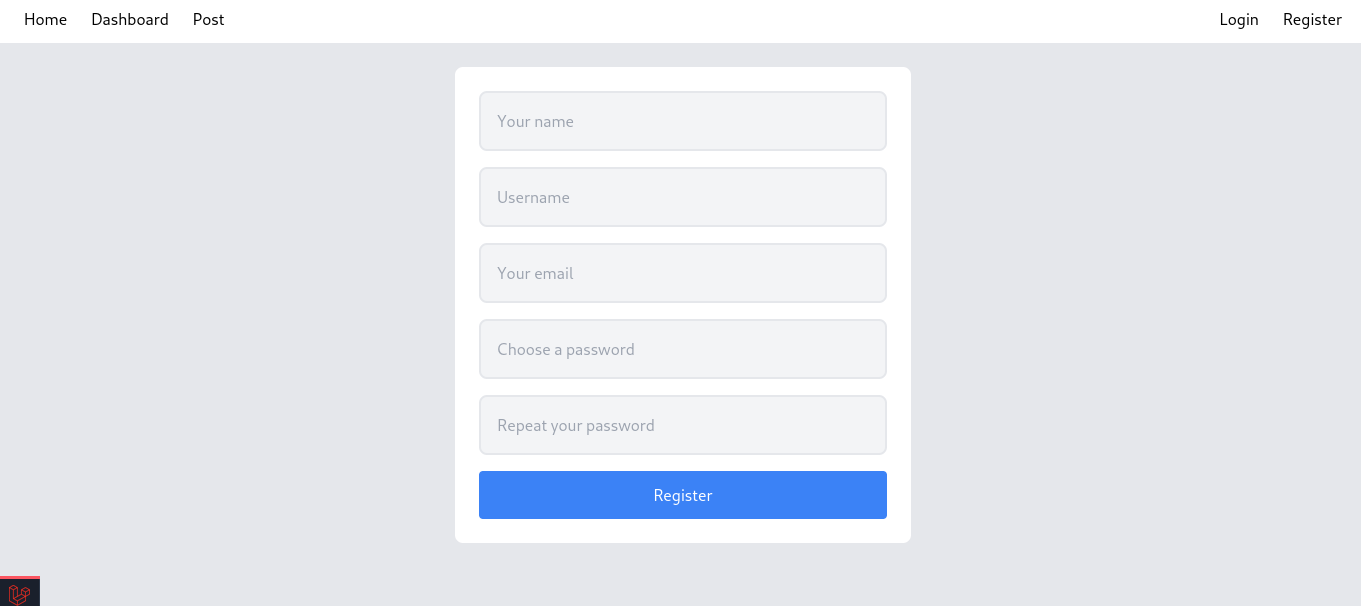 Home Dashboard Post Login Register
Your name
Username
Your email
Choose a password
Repeat your password
Register